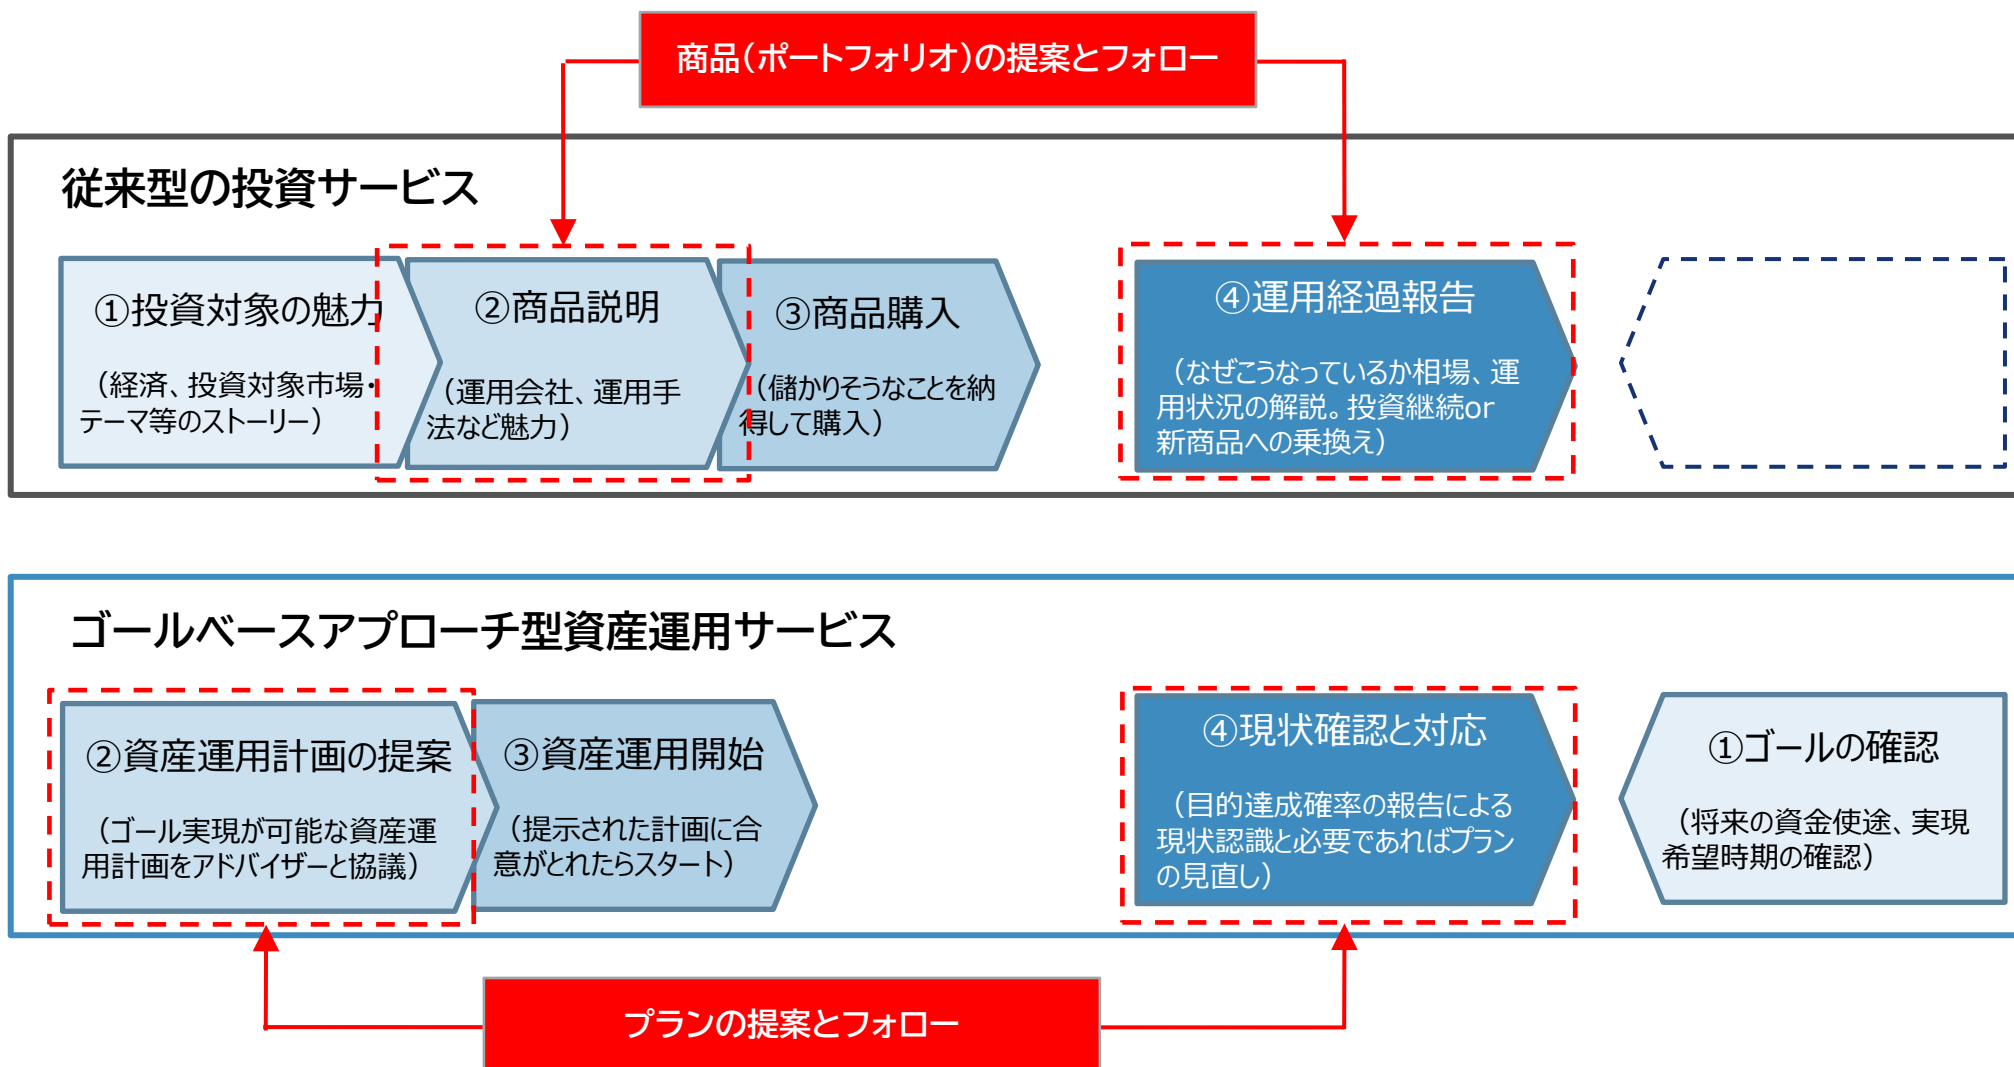 商品（ポートフォリオ）の提案とフォロー
従来型の投資サービス
①投資対象の魅力
（経済、投資対象市場・
テーマ等のストーリー）
②商品説明
（運用会社、運用手
法など魅力）
③商品購入
（儲かりそうなことを納
得して購入）
④運用経過報告
（なぜこうなっているか相場、運
用状況の解説。投資継続or
新商品への乗換え）
ゴールベースアプローチ型資産運用サービス
②資産運用計画の提案
（ゴール実現が可能な資産運
用計画をアドバイザーと協議）
③資産運用開始
（提示された計画に合
意がとれたらスタート）
④現状確認と対応
（目的達成確率の報告による
現状認識と必要であればプラン
の見直し）
①ゴールの確認
（将来の資金使途、実現
希望時期の確認）
プランの提案とフォロー